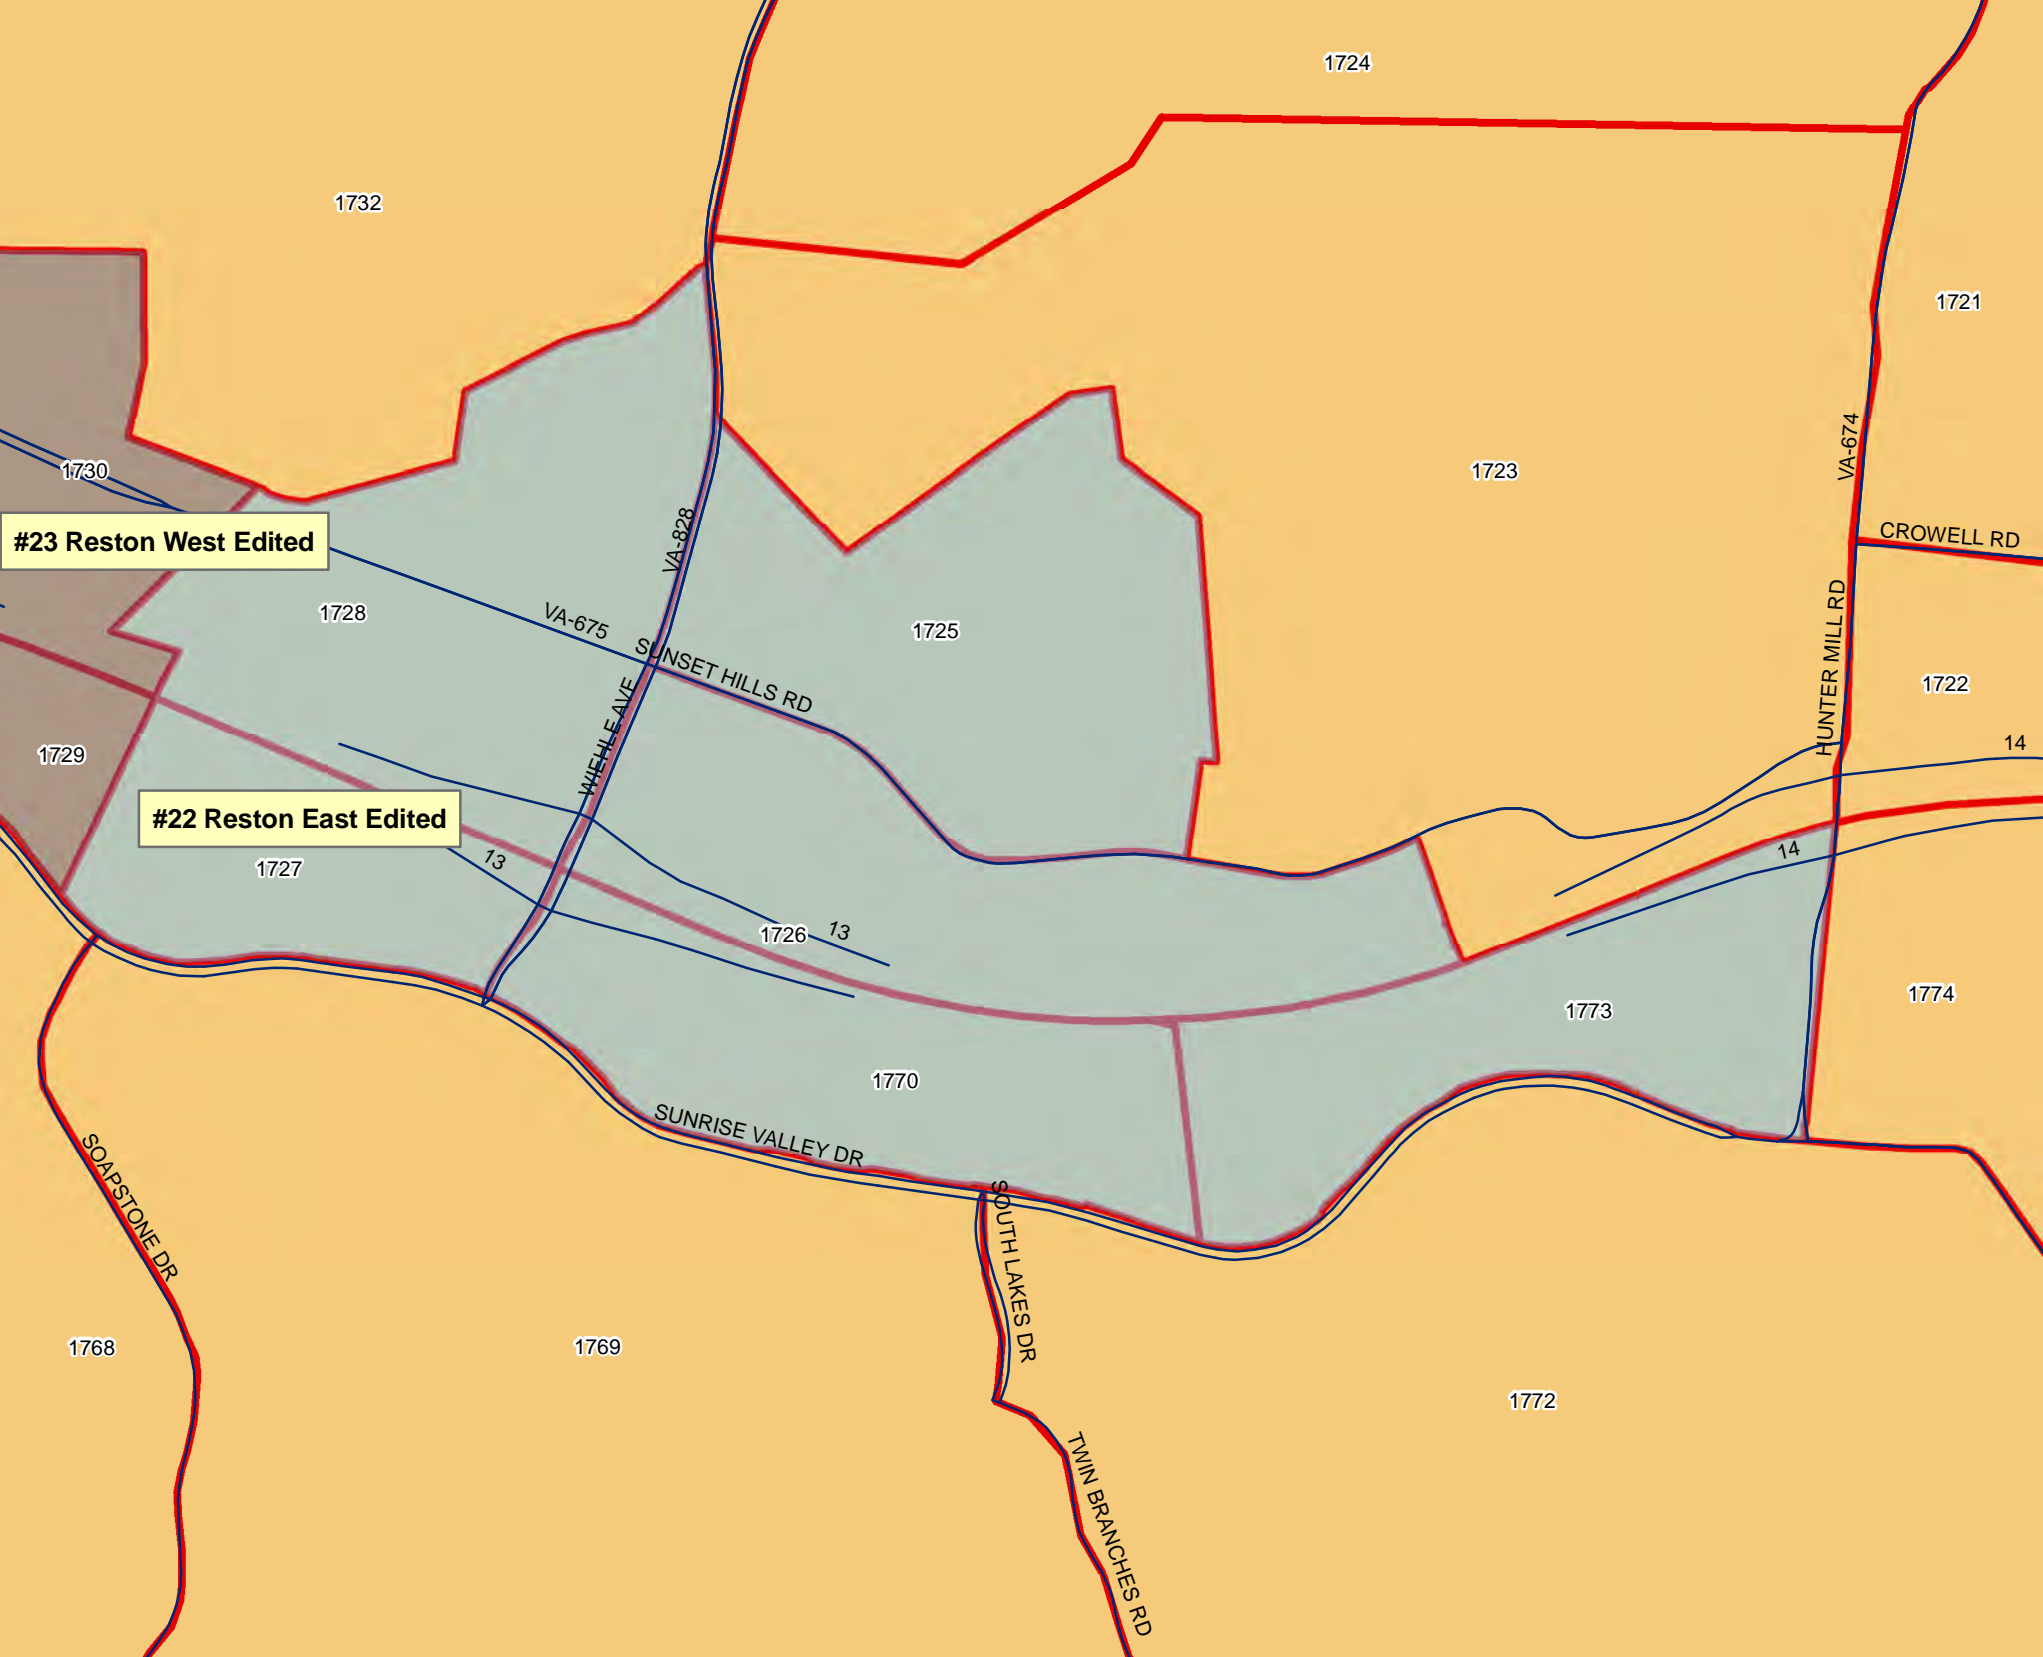 1724
1732
1721
VA-674
1730
1723
#23 Reston West Edited
VA-828
CROWELL RD
1728
VA-675
1725
SUNSET HILLS RD
HUNTER MILL RD
1722
WIEHLE AVE
14
1729
#22 Reston East Edited
13
14
1727
1726
13
1774
1773
1770
SUNRISE VALLEY DR
SOAPSTONE DR
SOUTH LAKES DR
1768
1769
1772
TWIN BRANCHES RD